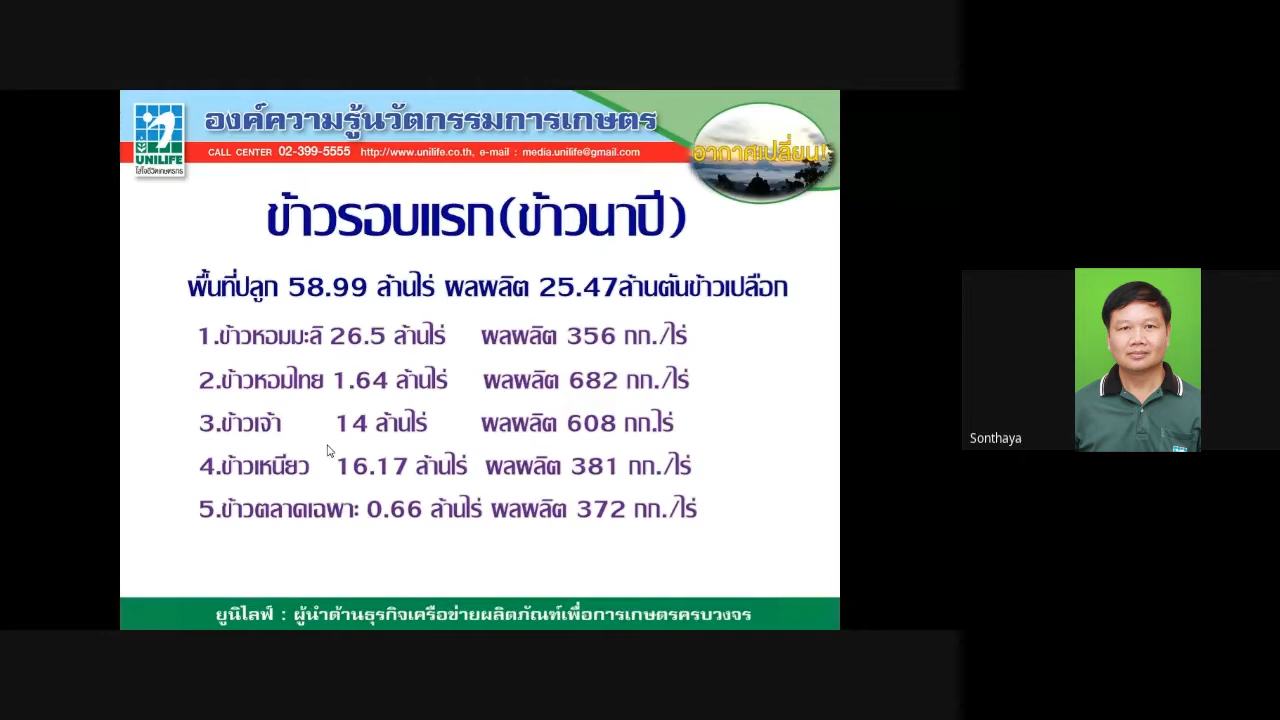 องค์ความรู้นวัตกรรมการเกษตร
UNILIFE
ใส่ใจชีวิตเกษตรกร
CALL CENTER 02-399-5555 http://www.unilife.co.th, e-mail : media.unilife@gmail.com
อากาศเปลี่ยน!
ข้าวรอบแรก(ข้าวนาปี)
พื้นที่ปลูก 58.99 ล้านไร่ ผลผลิต 25.47ล้านตันข้าวเปลือก
1.ข้าวหอมมะลิ 26.5 ล้านไร่ ผลผลิต 356 กก./ไร่
2.ข้าวหอมไทย 1.64 ล้านไร่ ผลผลิต 682 กก./ไร่
3.ข้าวเจ้า 14 ล้านไร่ ผลผลิต 608 กก.ไร่
4.ข้าวเหนียว 16.17 ล้านไร่ ผลผลิต 381 กก./ไร่
5.ข้าวตลาดเฉพาะ 0.66 ล้านไร่ ผลผลิต 372 กก./ไร่
ยูนิไลฟ์ : ผู้นำด้านธุรกิจเครือข่ายผลิตภัณฑ์เพื่อการเกษตรครบวงจร
Sonthaya